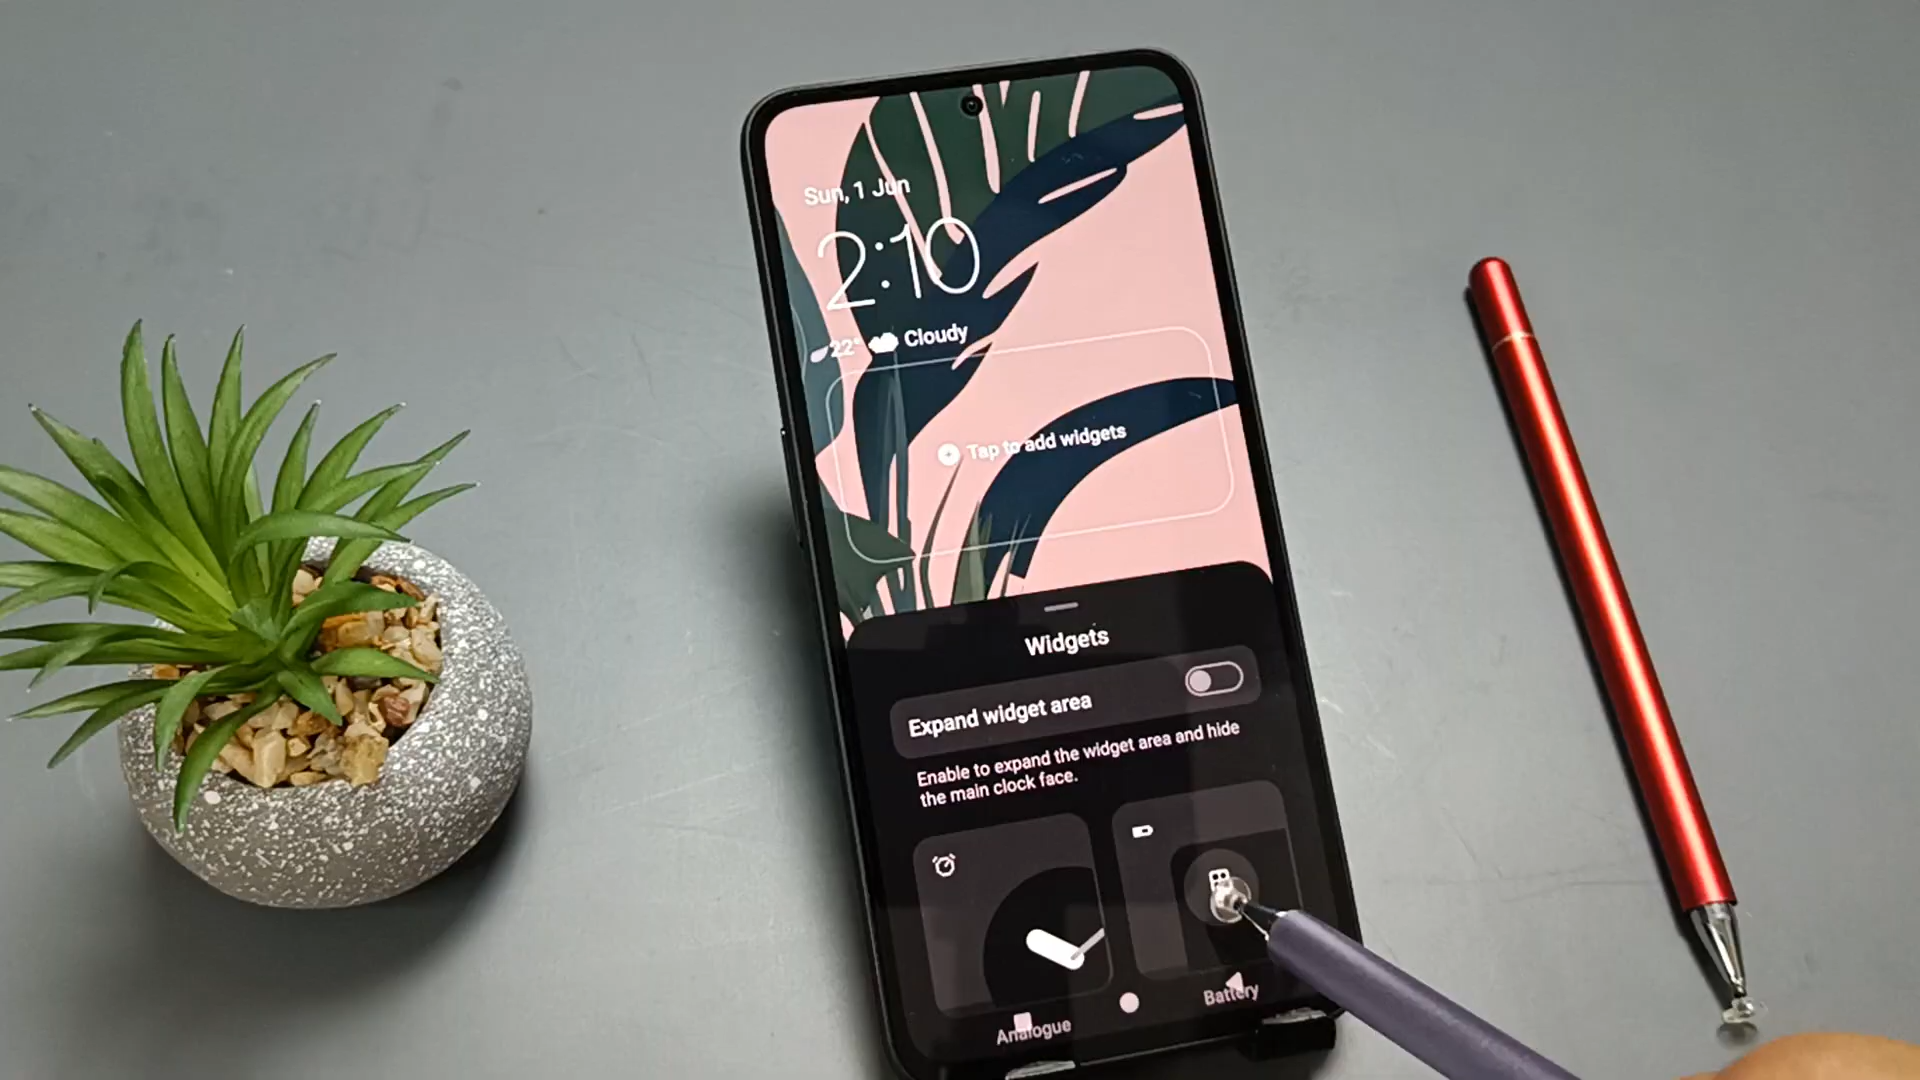 Sun, 1 Jun
2:10
22° Cloudy
Tap to add widgets
Widgets
Expand widget area
Enable to expand the widget area and hide
the main clock face.
Analogue
Battery